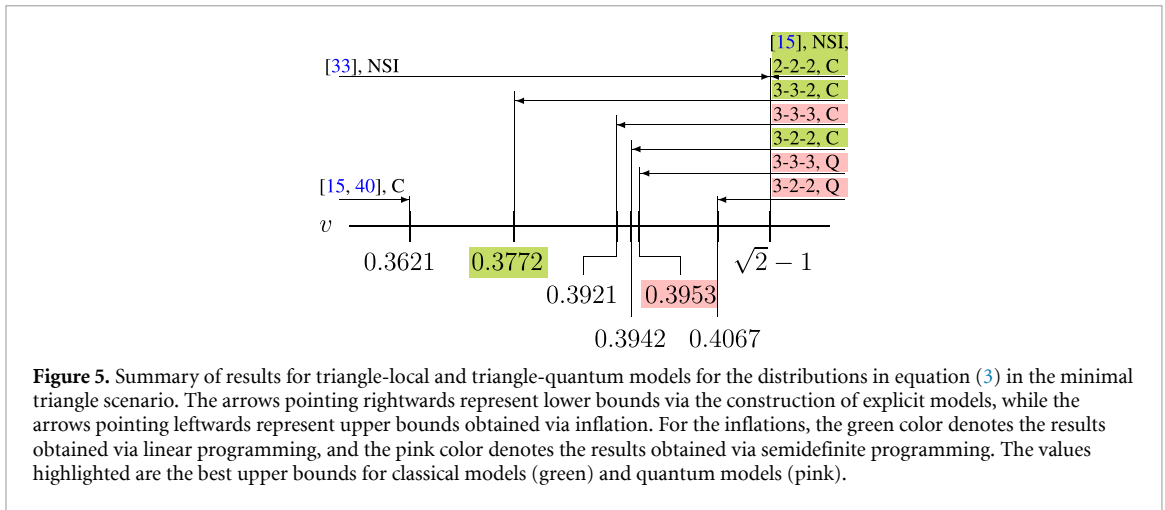 [15], NSI,
[33], NSI
2-2-2, C
3-3-2, C
3-3-3, C
3-2-2, C
3-3-3, Q
[15, 40], C
3-2-2, Q
v
0.3621
0.3772
√2 − 1
0.3921
0.3953
0.3942
0.4067
Figure 5. Summary of results for triangle-local and triangle-quantum models for the distributions in equation (3) in the minimal
triangle scenario. The arrows pointing rightwards represent lower bounds via the construction of explicit models, while the
arrows pointing leftwards represent upper bounds obtained via inflation. For the inflations, the green color denotes the results
obtained via linear programming, and the pink color denotes the results obtained via semidefinite programming. The values
highlighted are the best upper bounds for classical models (green) and quantum models (pink).